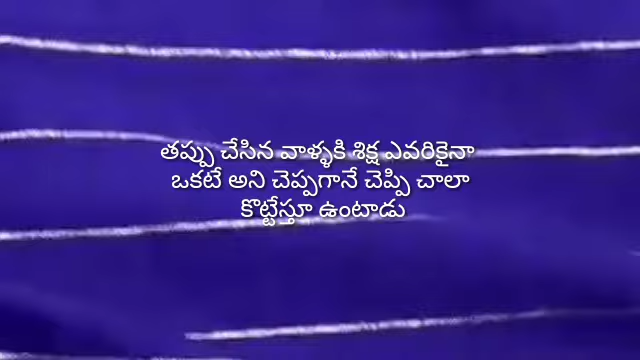 తప్పు చేసిన వాళ్ళకి శిక్ష ఎవరికైనా
ఒకటే అని చెప్పగానే చెప్పి చాలా
కొట్టేస్తూ ఉంటాడు